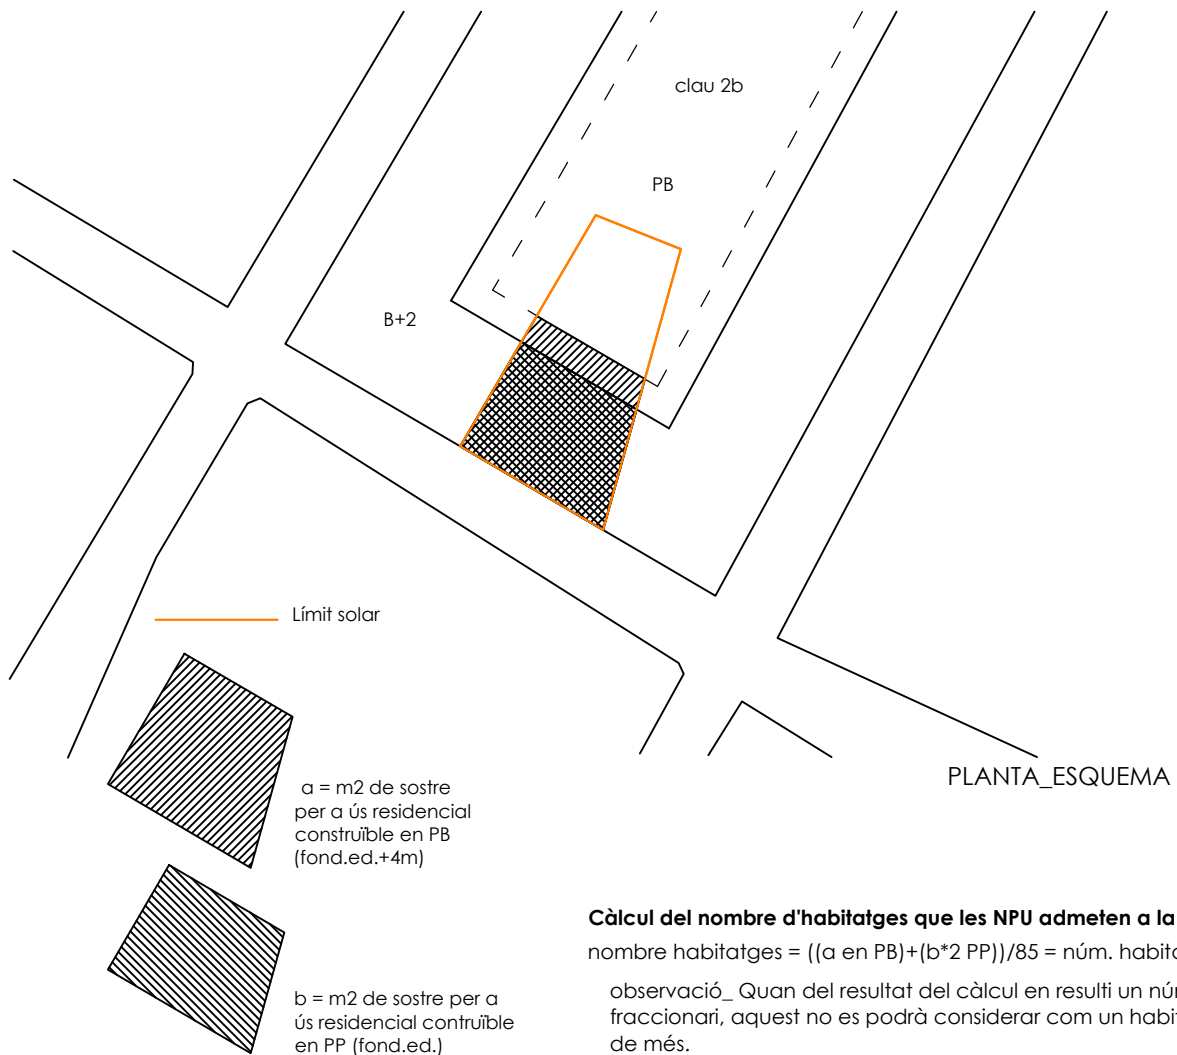 clau 2b
PB
B+2
Límit solar
PLANTA_ESQUEMA
a = m2 de sostre
per a ús residencial
construïble en PB
(fond.ed.+4m)
b = m2 de sostre per a
ús residencial contruïble
en PP (fond.ed.)
Càlcul del nombre d'habitatges que les NPU admeten a la
nombre habitatges = ((a en PB)+(b*2 PP))/85 = núm.
observació_ Quan del resultat del càlcul en resulti un
fraccionari, aquest no es podrà considerar com un
de més.